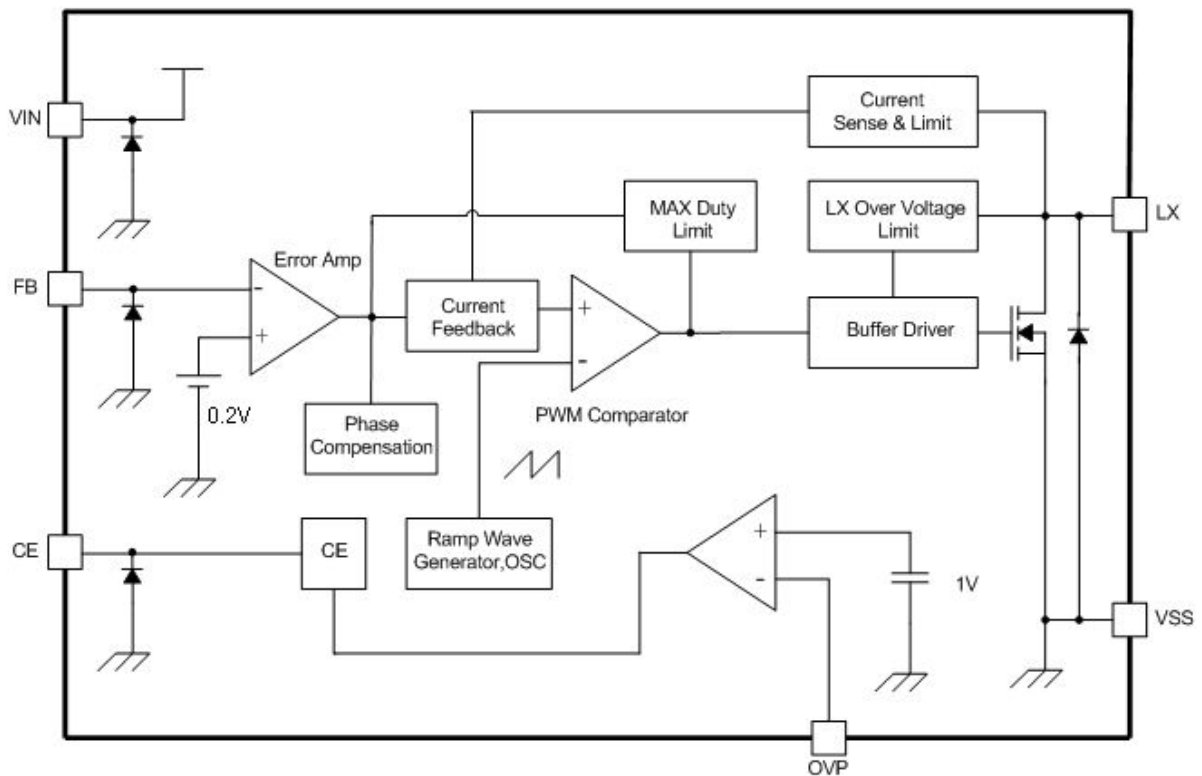 VIN
Current
Sense & Limit
MAX Duty
Limit
LX Over Voltage
Limit
LX
Error Amp
FB
-
+
Current
Feedback
+
-
Buffer Driver
0.2V
Phase
Compensation
PWM Comparator
CE
CE
Ramp Wave
Generator,OSC
+
-
1V
VSS
OVP